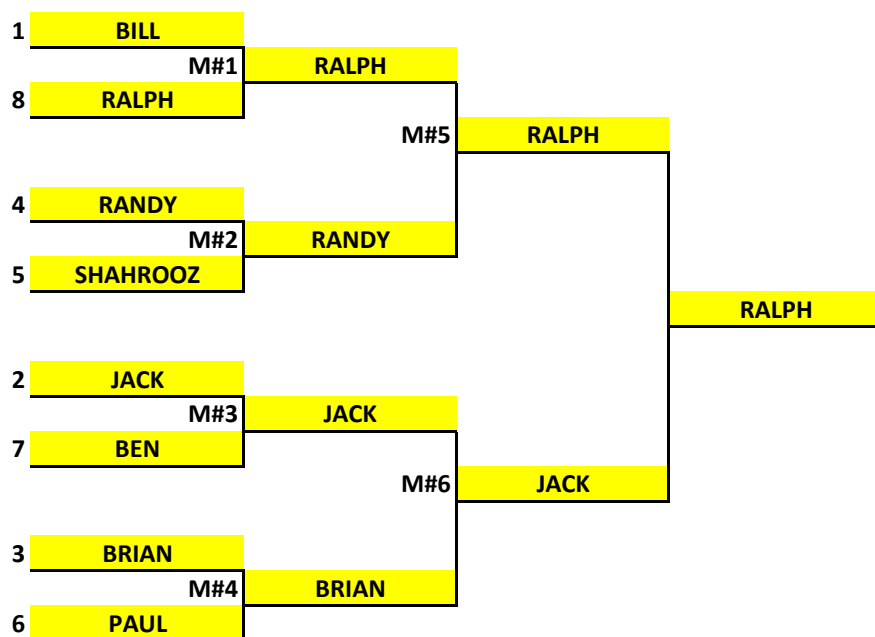 1 BILL
M#1 RALPH
8 RALPH
M#5 RALPH
4 RANDY
M#2 RANDY
5 SHAHROOZ
RALPH
2 JACK
M#3 JACK
7 BEN
M#6 JACK
3 BRIAN
M#4 BRIAN
6 PAUL